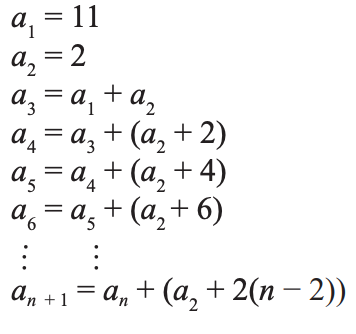 a₁ = 11
a₂ = 2
a₃ = a₁ + a₂
a₄ = a₃ + (a₂ + 2)
a₅ = a₄ + (a₂ + 4)
a₆ = a₅ + (a₂ + 6)
⋮ ⋮
aₙ ₊ ₁ = aₙ + (a₂ + 2(n − 2))